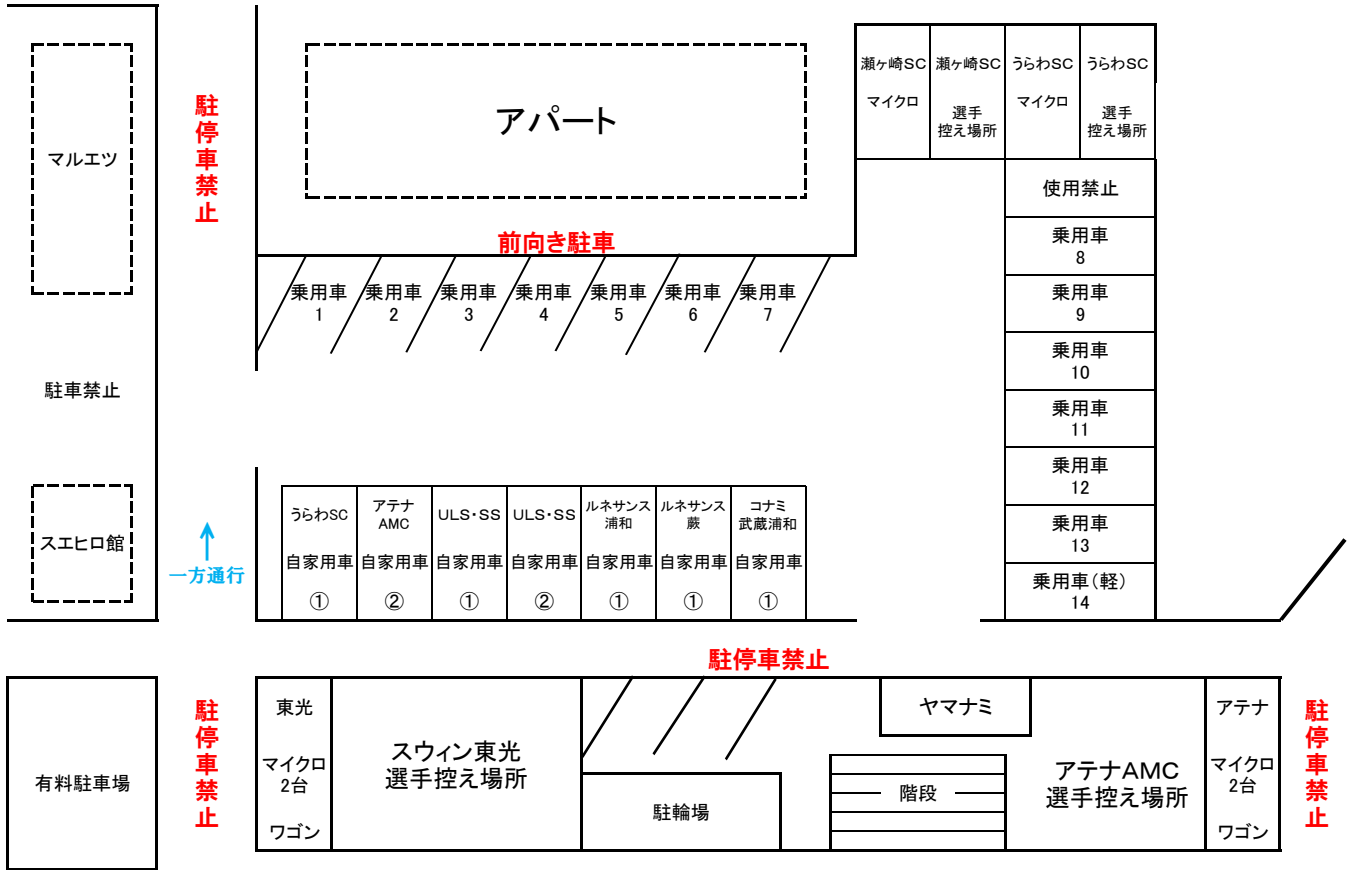 マルエツ
駐車禁止
スエヒロ館
駐停車禁止
一方通行
アパート
前向き駐車
乗用車
1
乗用車
2
乗用車
3
乗用車
4
乗用車
5
乗用車
6
乗用車
7
瀬ヶ崎SC
マイクロ
瀬ヶ崎SC
選手
控え場所
うらわSC
マイクロ
うらわSC
選手
控え場所
使用禁止
乗用車
8
乗用車
9
乗用車
10
乗用車
11
乗用車
12
乗用車
13
乗用車(軽)
14
うらわSC
自家用車
①
アテナ
AMC
自家用車
②
ULS・SS
自家用車
①
ULS・SS
自家用車
②
ルネサンス
浦和
自家用車
①
ルネサンス
蕨
自家用車
①
コナミ
武蔵浦和
自家用車
①
駐停車禁止
有料駐車場
駐停車禁止
東光
マイクロ
2台
ワゴン
スウィン東光
選手控え場所
駐輪場
ヤマナミ
階段
アテナAMC
選手控え場所
アテナ
マイクロ
2台
ワゴン
駐停車禁止